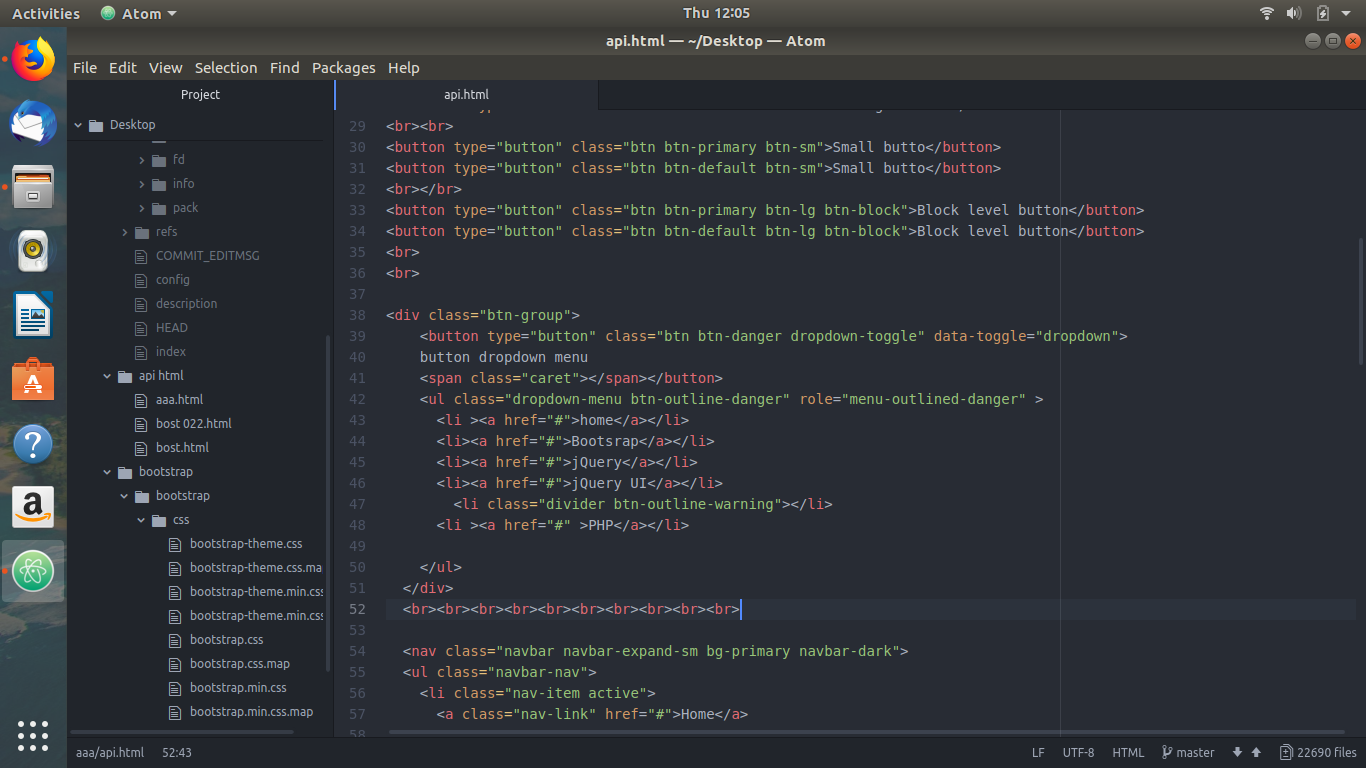 Activities Atom Thu 12:05
api.html — ~/Desktop — Atom
File Edit View Selection Find Packages Help
Project
Desktop
fd
info
pack
refs
COMMIT_EDITMSG
config
description
HEAD
index
api html
aaa.html
bost 022.html
bost.html
bootstrap
bootstrap
css
bootstrap-theme.css
bootstrap-theme.css.ma
bootstrap-theme.min.css
bootstrap-theme.min.css
bootstrap.css
bootstrap.css.map
bootstrap.min.css
bootstrap.min.css.map
api.html
29 <br><br>
30 <button type="button" class="btn btn-primary btn-sm">Small butto</button>
31 <button type="button" class="btn btn-default btn-sm">Small butto</button>
32 <br></br>
33 <button type="button" class="btn btn-primary btn-lg btn-block">Block level button</button>
34 <button type="button" class="btn btn-default btn-lg btn-block">Block level button</button>
35 <br>
36 <br>
37
38 <div class="btn-group">
39 <button type="button" class="btn btn-danger dropdown-toggle" data-toggle="dropdown">
40 button dropdown menu
41 <span class="caret"></span></button>
42 <ul class="dropdown-menu btn-outline-danger" role="menu-outlined-danger" >
43 <li ><a href="#">home</a></li>
44 <li><a href="#">Bootsrap</a></li>
45 <li><a href="#">jQuery</a></li>
46 <li><a href="#">jQuery UI</a></li>
47 <li class="divider btn-outline-warning"></li>
48 <li ><a href="#" >PHP</a></li>
49
50 </ul>
51 </div>
52 <br><br><br><br><br><br><br><br><br><br>
53
54 <nav class="navbar navbar-expand-sm bg-primary navbar-dark">
55 <ul class="navbar-nav">
56 <li class="nav-item active">
57 <a class="nav-link" href="#">Home</a>
58
aaa/api.html 52:43 LF UTF-8 HTML master 22690 files